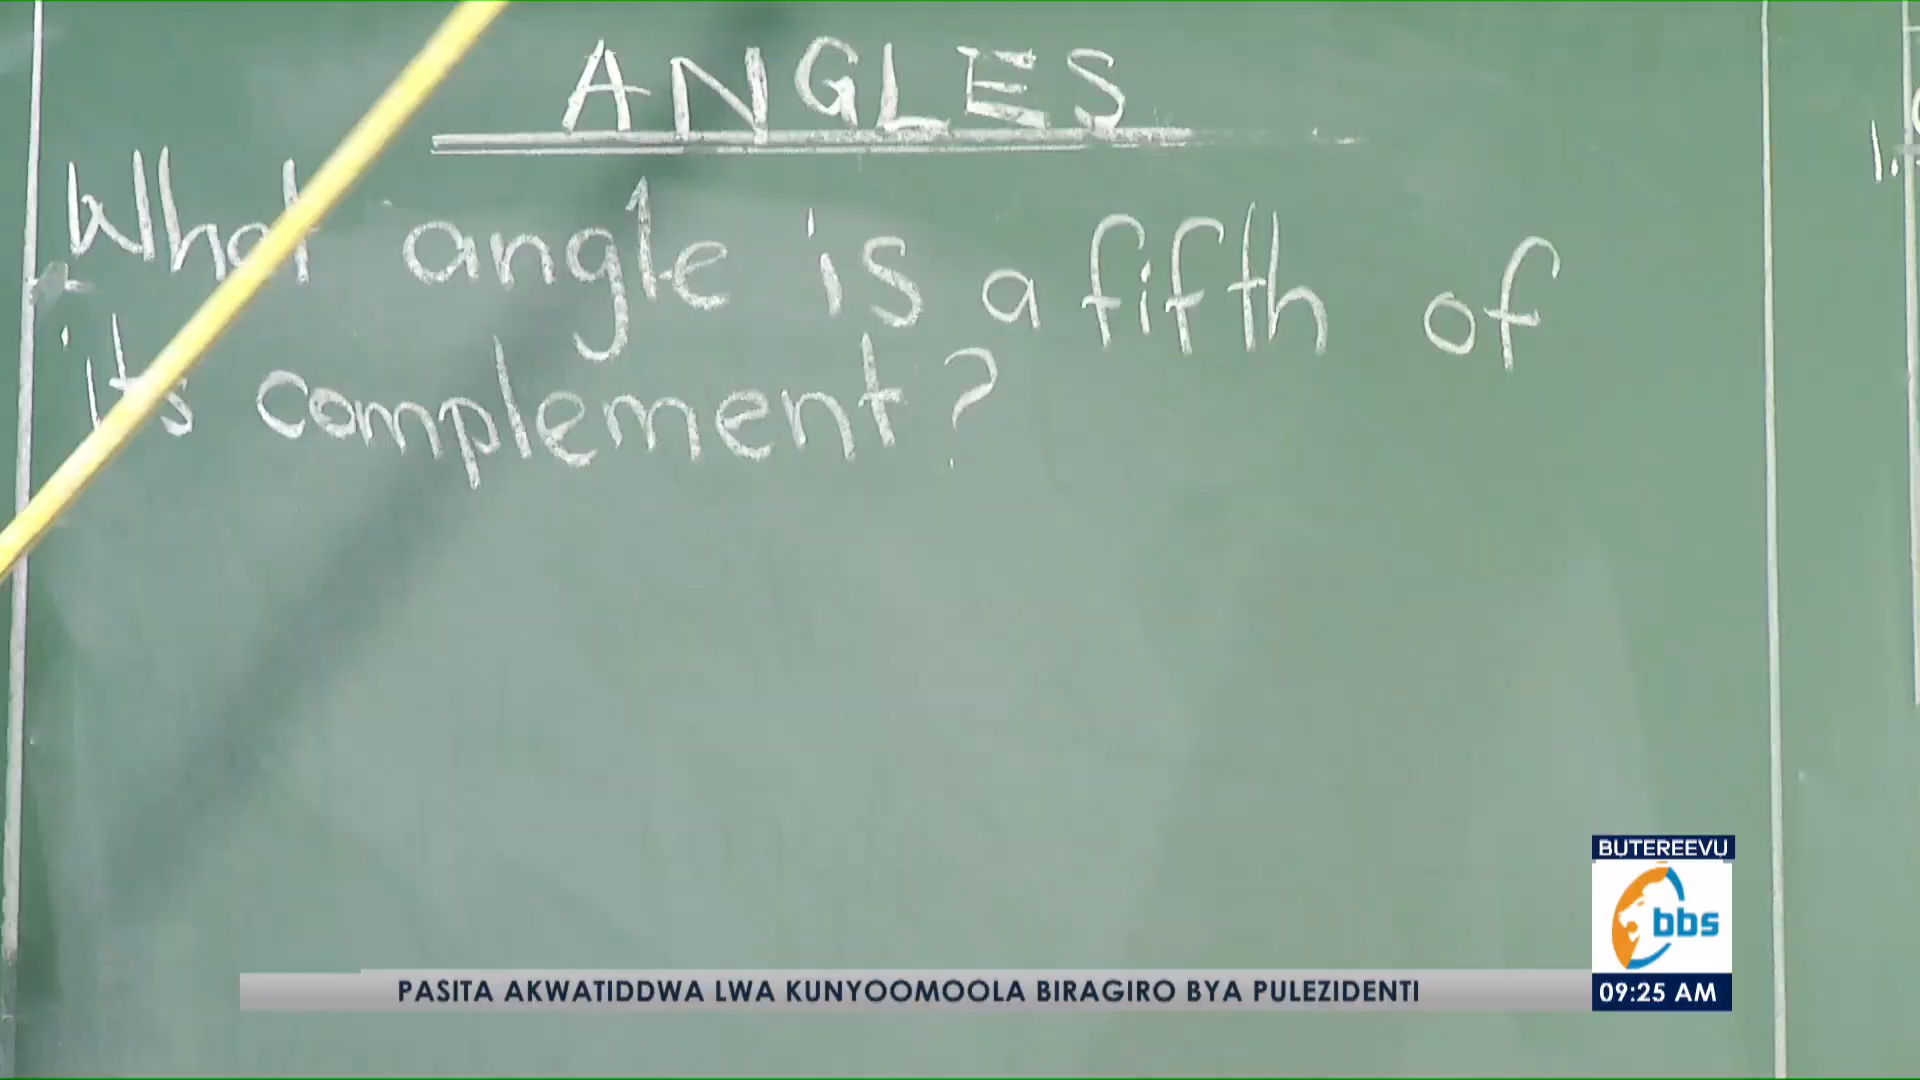 ANGLES
What angle is a fifth of
its complement?
1.
BUTEREEVU
bbs
09:25 AM
PASITA AKWATIDDWA LWA KUNYOOMOOLA BIRAGIRO BYA PULEZIDENTI